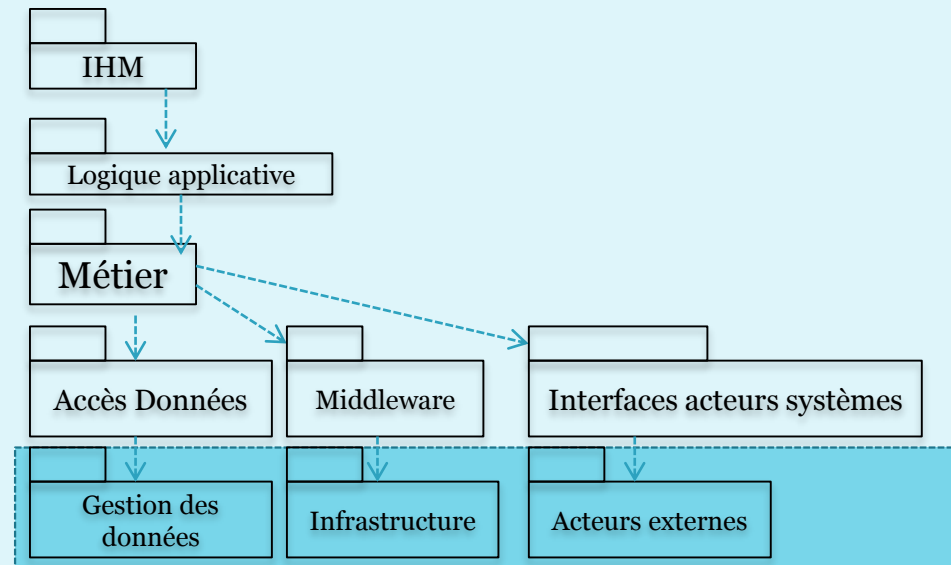 IHM
Logique applicative
Métier
Accès Données
Middleware
Interfaces acteurs systèmes
Gestion des
données
Infrastructure
Acteurs externes